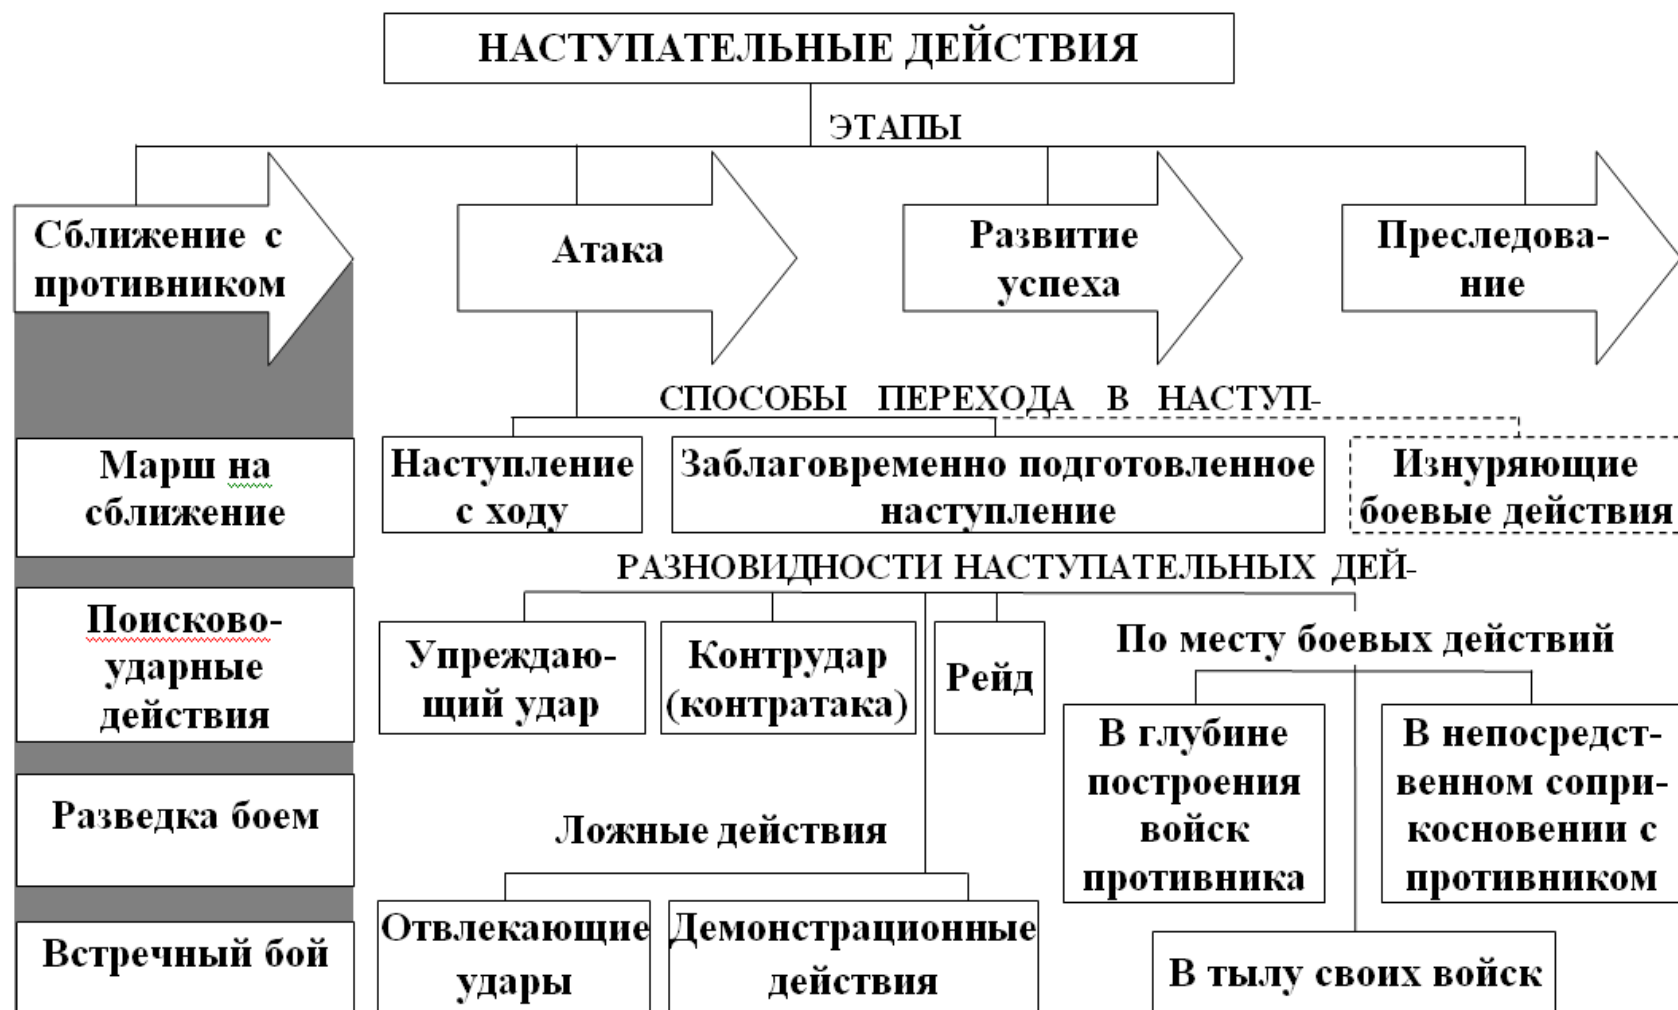 НАСТУПАТЕЛЬНЫЕ ДЕЙСТВИЯ
ЭТАПЫ
Сближение с
противником
Атака
Развитие
успеха
Преследова-
ние
СПОСОБЫ ПЕРЕХОДА В НАСТУП-
Марш на
сближение
Наступление
с ходу
Заблаговременно подготовленное
наступление
Изнуряющие
боевые действия
РАЗНОВИДНОСТИ НАСТУПАТЕЛЬНЫХ ДЕЙ-
Поисково-
ударные
действия
Упреждаю-
щий удар
Контрудар
(контратака)
Рейд
По месту боевых действий
В глубине
построения
войск
противника
В непосредст-
венном сопри-
косновении с
противником
Разведка боем
Ложные действия
Встречный бой
Отвлекающие
удары
Демонстрационные
действия
В тылу своих войск